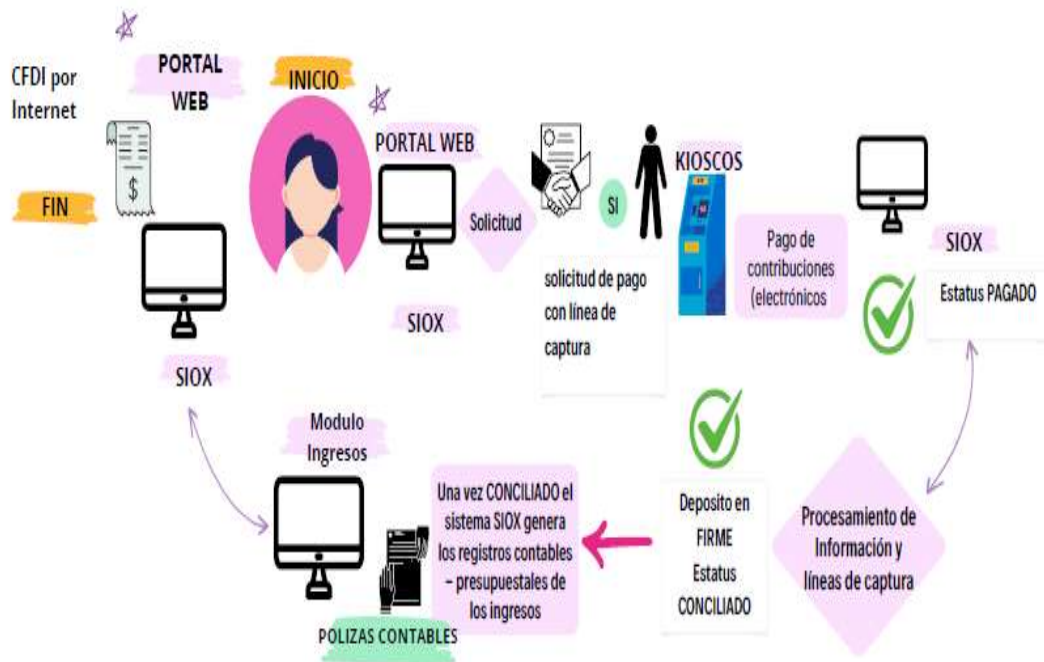 CFDI por
Internet
PORTAL
WEB
$
FIN
SIOX
INICIO
PORTAL WEB
SIOX
Solicitud
SI
solicitud de pago
con línea de
captura
KIOSCOS
Pago de
contribuciones
(electrónicos
SIOX
Estatus PAGADO
Procesamiento de
Información y
líneas de captura
Deposito en
FIRME
Estatus
CONCILIADO
Una vez CONCILIADO el
sistema SIOX genera
los registros contables
– presupuestales de
los ingresos
Modulo
Ingresos
POLIZAS CONTABLES